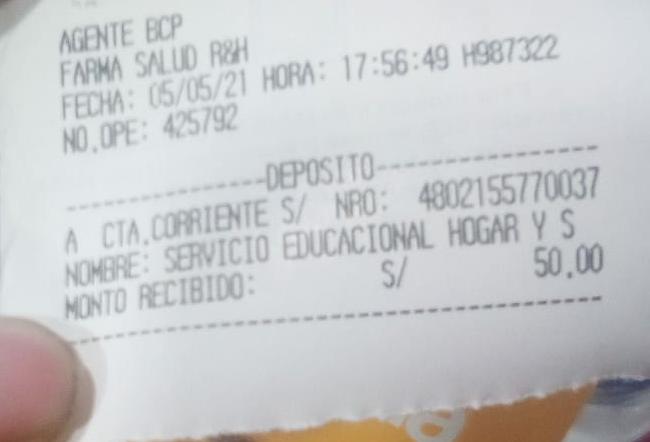 AGENTE BCP
FARMA SALUD R&H
FECHA: 05/05/21 HORA: 17:56:49 H987322
NO.OPE: 425792
---------------DEPOSITO----------------
A CTA.CORRIENTE S/ NRO: 4802155770037
NOMBRE: SERVICIO EDUCACIONAL HOGAR Y S
MONTO RECIBIDO: S/ 50.00